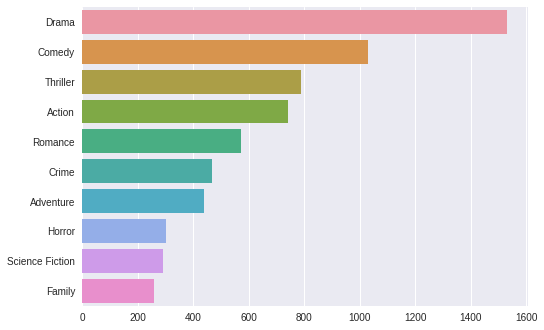 Drama
Comedy
Thriller
Action
Romance
Crime
Adventure
Horror
Science Fiction
Family
0 200 400 600 800 1000 1200 1400 1600